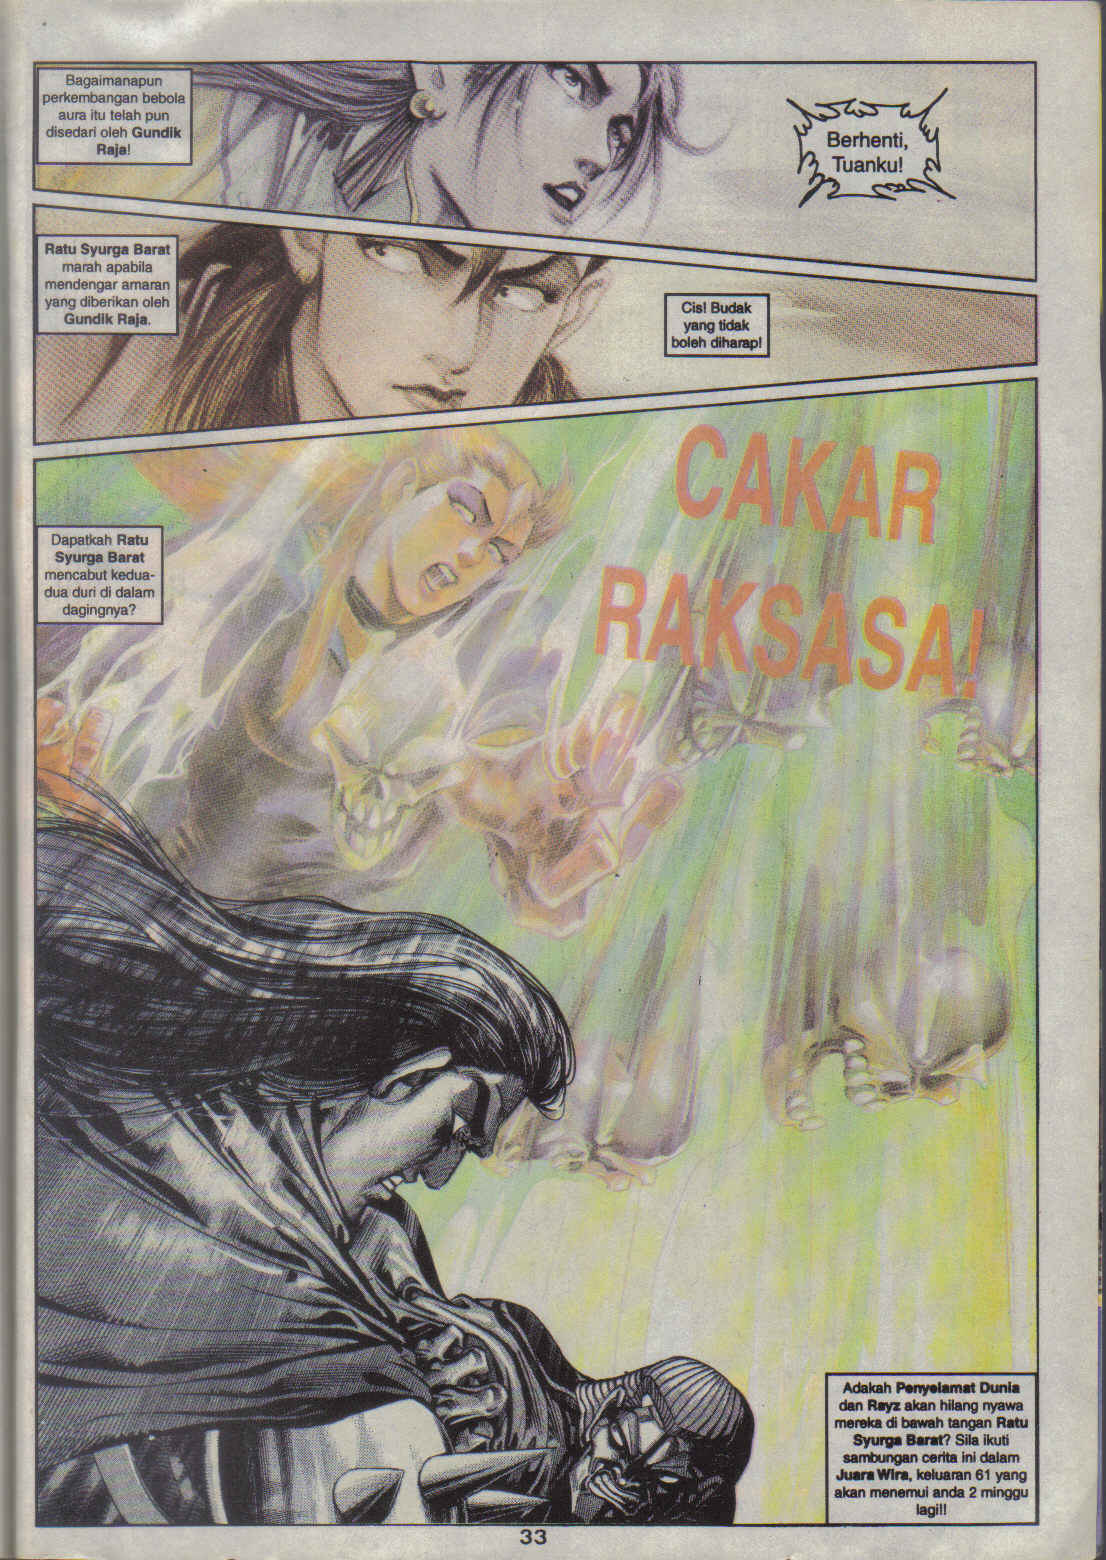 Bagaimanapun
perkembangan bebola
aura itu telah pun
disedari oleh Gundik
Raja!
Berhenti,
Tuanku!
Ratu Syurga Barat
marah apabila
mendengar amaran
yang diberikan oleh
Gundik Raja.
Cis! Budak
yang tidak
boleh diharap!
CAKAR
RAKSASA!
Dapatkah Ratu
Syurga Barat
mencabut kedua-
dua duri di dalam
dagingnya?
Adakah Penyelamat Dunia
dan Rayz akan hilang nyawa
mereka di bawah tangan Ratu
Syurga Barat? Sila ikuti
sambungan cerita ini dalam
Juara Wira, keluaran 61 yang
akan menemui anda 2 minggu
lagi!!
33